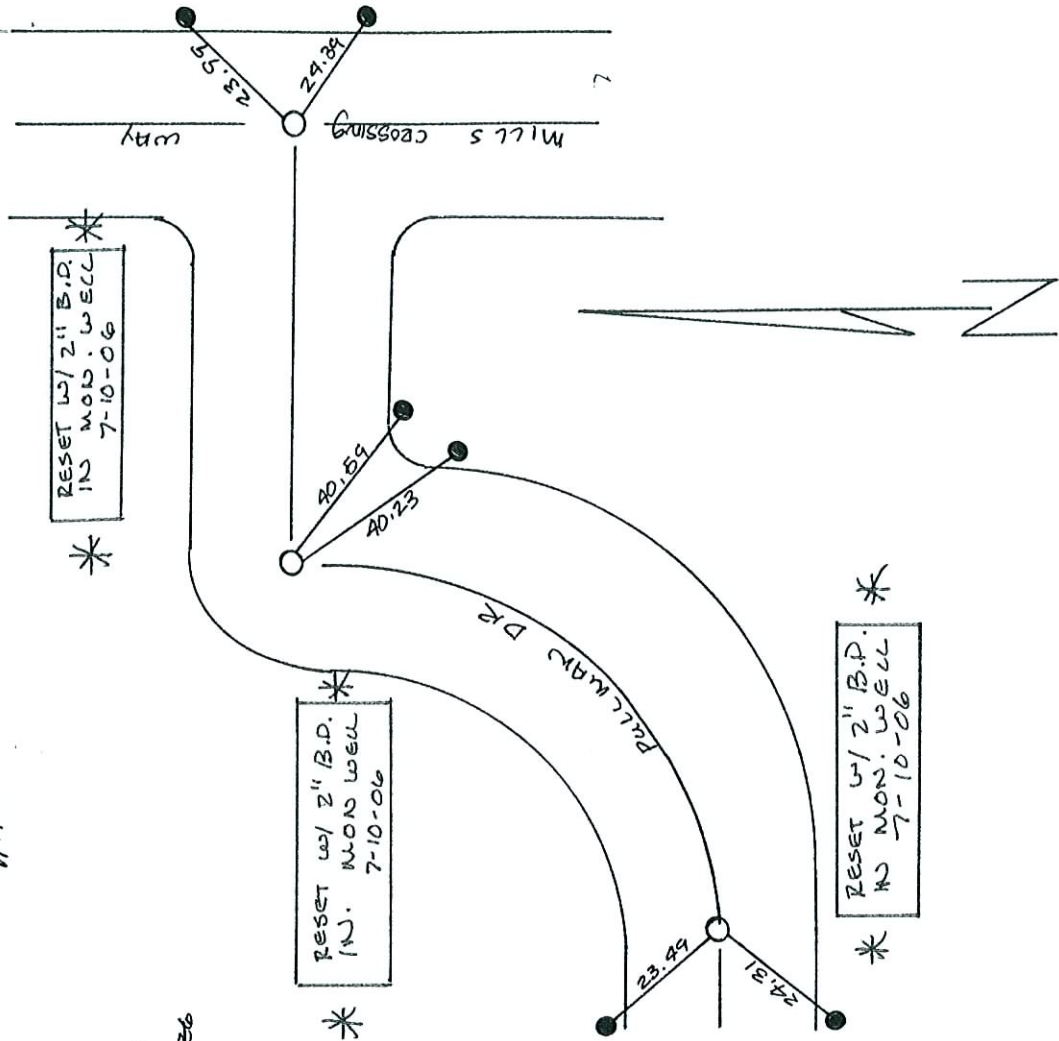 23.99
24.39
MILLS CROSSING WAY
RESET W/ 2" B.D.
IN MON. WELL
7-10-06
40.59
40.23
PULLMAN DR
RESET W/ 2" B.D.
IN. MON WELL
7-10-06
RESET W/ 2" B.D.
IN MON. WELL
7-10-06
23.49
24.31